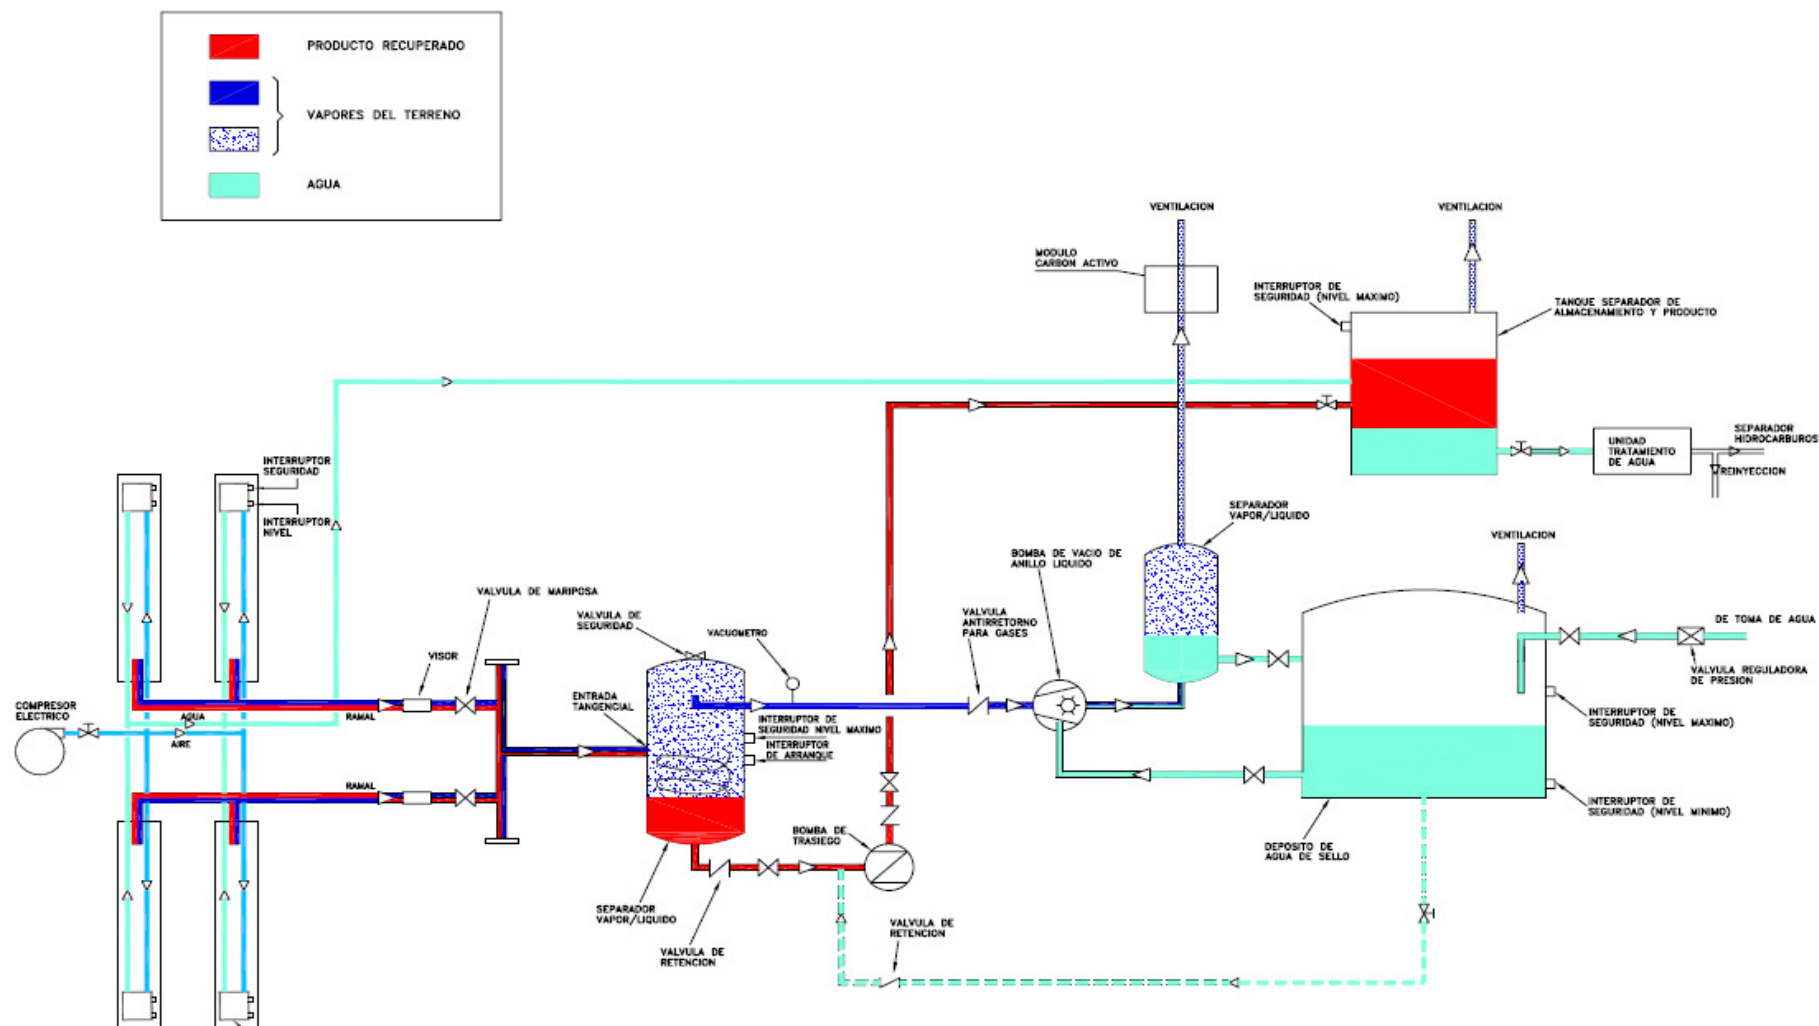 PRODUCTO RECUPERADO
VAPORES DEL TERRENO
AGUA
VENTILACION
VENTILACION
MODULO
CARBON ACTIVO
INTERRUPTOR DE
SEGURIDAD (NIVEL MAXIMO)
TANQUE SEPARADOR DE
ALMACENAMIENTO Y PRODUCTO
UNIDAD
TRATAMIENTO
DE AGUA
SEPARADOR
HIDROCARBUROS
REINYECCION
INTERRUPTOR
SEGURIDAD
INTERRUPTOR
NIVEL
SEPARADOR
VAPOR/LIQUIDO
VENTILACION
BOMBA DE VACIO DE
ANILLO LIQUIDO
VALVULA DE MARIPOSA
VALVULA DE
SEGURIDAD
VACUOMETRO
VALVULA
ANTIRRETORNO
PARA GASES
DE TOMA DE AGUA
VALVULA REGULADORA
DE PRESION
VISOR
ENTRADA
TANGENCIAL
COMPRESOR
ELECTRICO
AGUA
RAMAL
AIRE
INTERRUPTOR DE
SEGURIDAD NIVEL MAXIMO
INTERRUPTOR
DE ARRANQUE
INTERRUPTOR DE
SEGURIDAD (NIVEL MAXIMO)
RAMAL
INTERRUPTOR DE
SEGURIDAD (NIVEL MINIMO)
BOMBA DE
TRASIEGO
DEPOSITO DE
AGUA DE SELLO
SEPARADOR
VAPOR/LIQUIDO
VALVULA DE
RETENCION
VALVULA DE
RETENCION